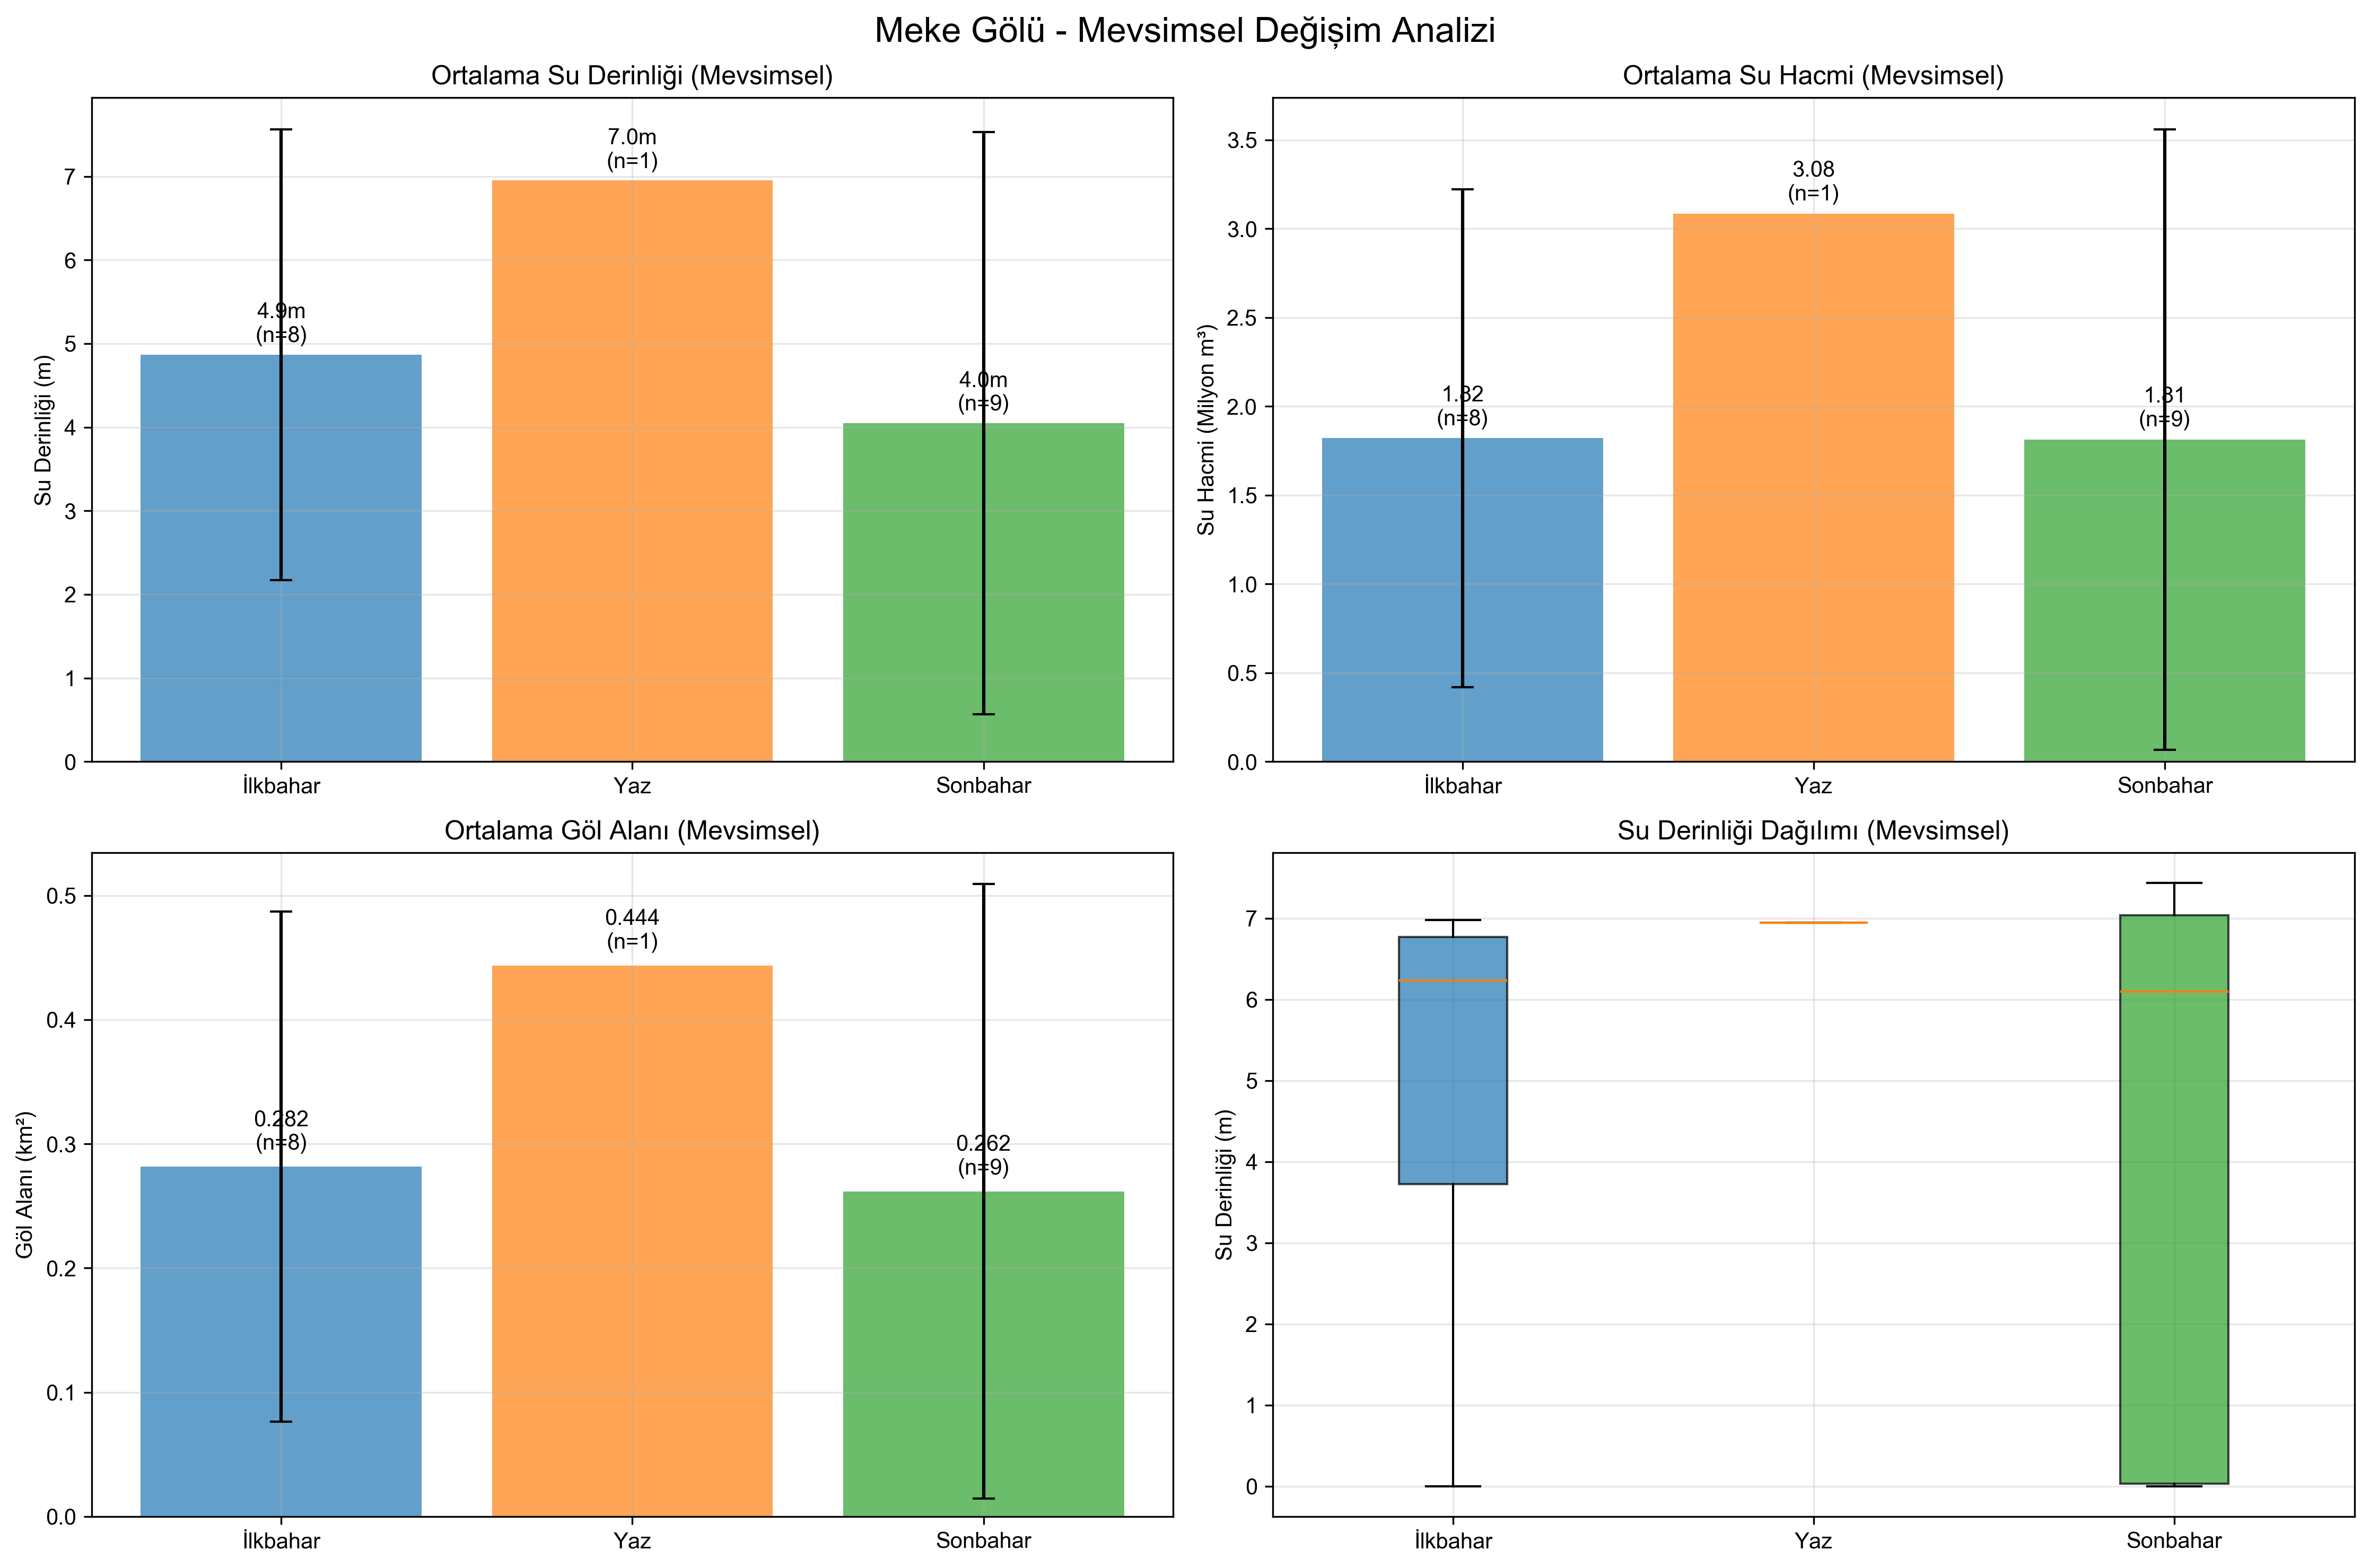 Meke Gölü - Mevsimsel Değişim Analizi
Ortalama Su Derinliği (Mevsimsel)
Su Derinliği (m)
7
6
5
4
3
2
1
0
4.9m
(n=8)
7.0m
(n=1)
4.0m
(n=9)
İlkbahar
Yaz
Sonbahar
Ortalama Su Hacmi (Mevsimsel)
Su Hacmi (Milyon m³)
3.5
3.0
2.5
2.0
1.5
1.0
0.5
0.0
1.82
(n=8)
3.08
(n=1)
1.81
(n=9)
İlkbahar
Yaz
Sonbahar
Ortalama Göl Alanı (Mevsimsel)
Göl Alanı (km²)
0.5
0.4
0.3
0.2
0.1
0.0
0.282
(n=8)
0.444
(n=1)
0.262
(n=9)
İlkbahar
Yaz
Sonbahar
Su Derinliği Dağılımı (Mevsimsel)
Su Derinliği (m)
7
6
5
4
3
2
1
0
İlkbahar
Yaz
Sonbahar